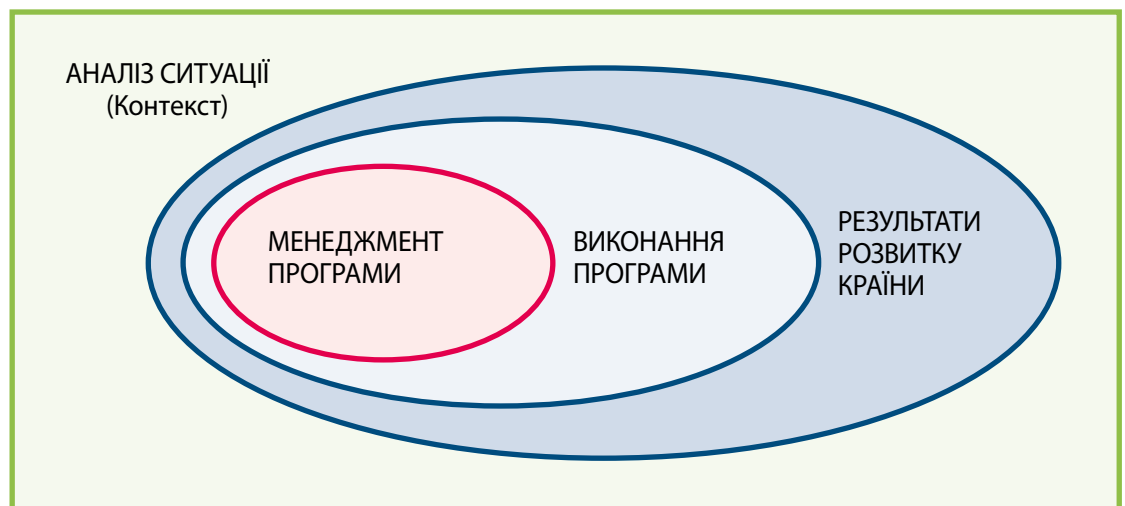 АНАЛІЗ СИТУАЦІЇ
(Контекст)
МЕНЕДЖМЕНТ
ПРОГРАМИ
ВИКОНАННЯ
ПРОГРАМИ
РЕЗУЛЬТАТИ
РОЗВИТКУ
КРАЇНИ